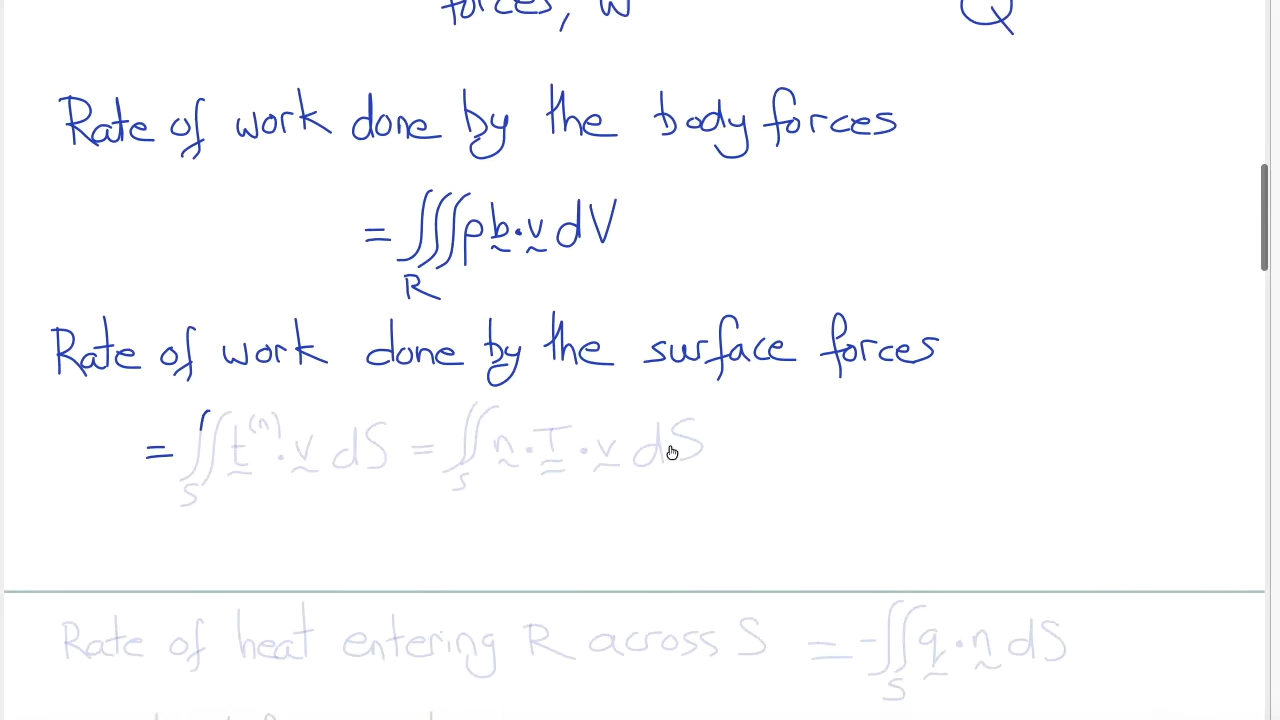 forces, W Q
Rate of work done by the body forces
= ∭_R ρ b̰ · v̰ dV
Rate of work done by the surface forces
= ∬_S t̰^(n) · v̰ dS = ∬_S n̰ · T̳ · v̰ dS
Rate of heat entering R across S = -∬_S q̰ · n̰ dS